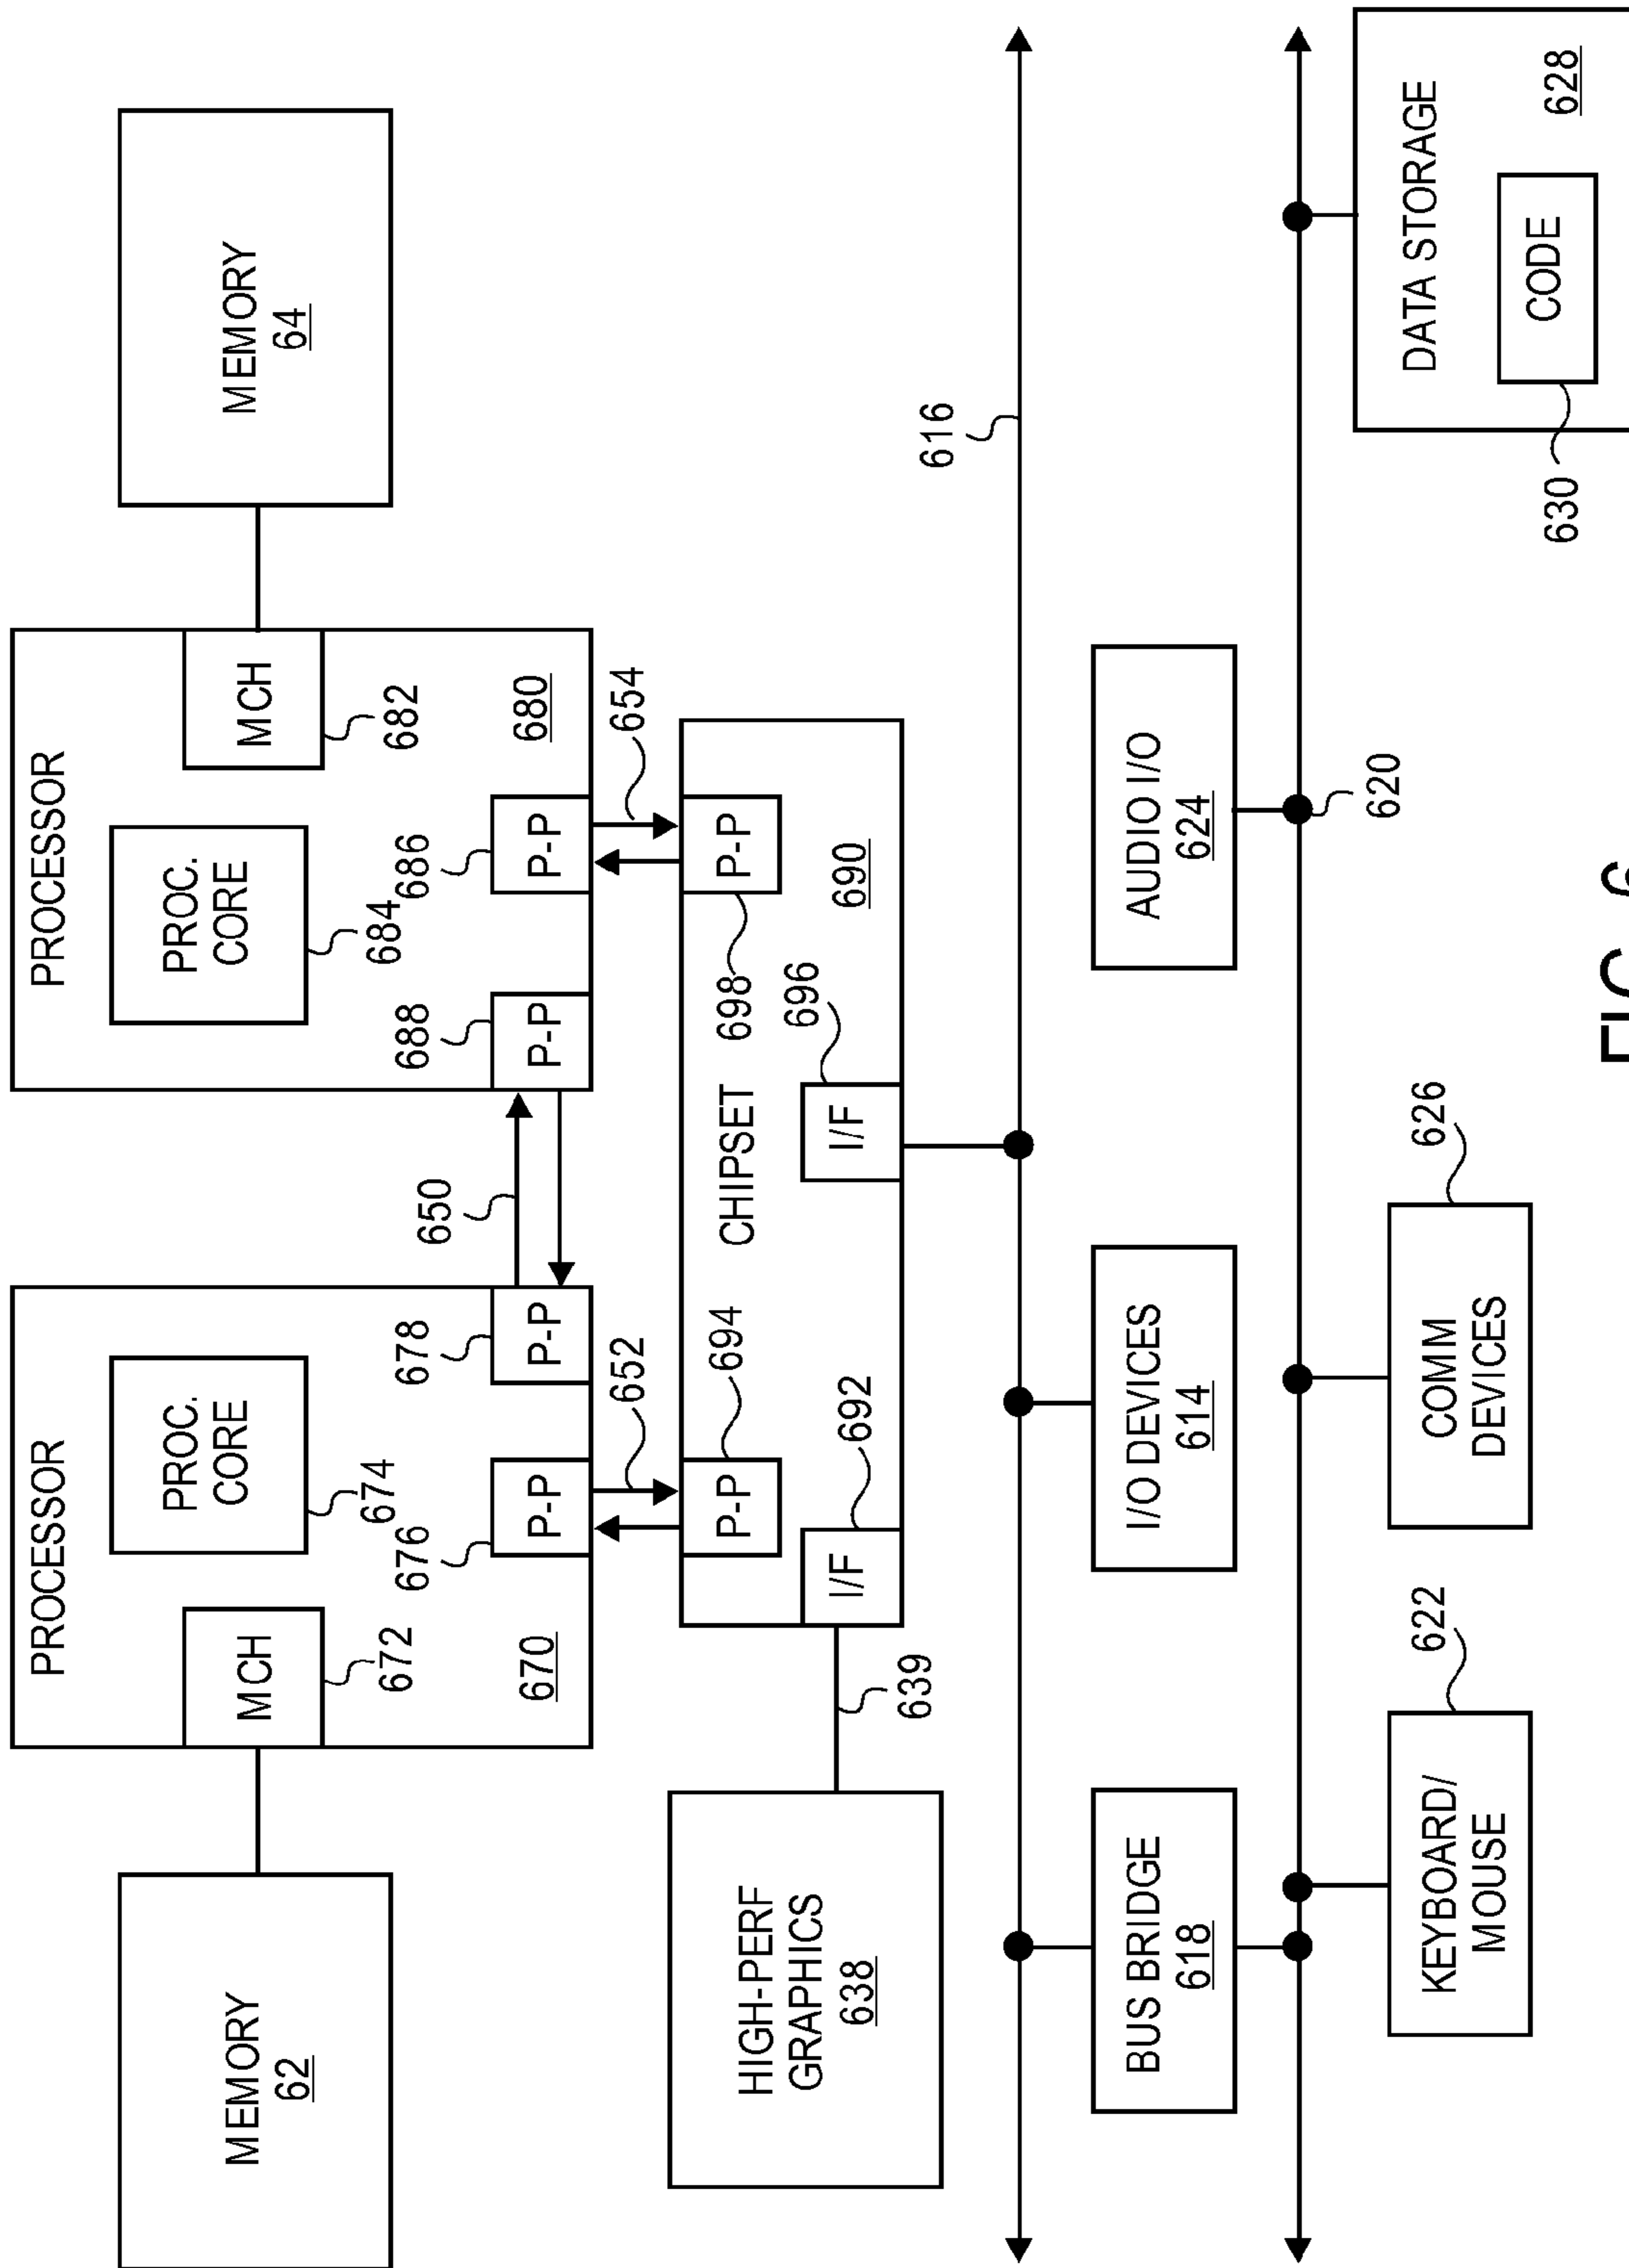 PROCESSOR
PROCESSOR
MEMORY
62
MCH
672
PROC.
CORE
674
676
P-P
678
P-P
670
650
688
P-P
PROC.
CORE
684
686
P-P
MCH
682
680
MEMORY
64
652
654
HIGH-PERF
GRAPHICS
638
639
P-P
694
I/F
692
CHIPSET
I/F
696
P-P
698
690
616
BUS BRIDGE
618
I/O DEVICES
614
AUDIO I/O
624
620
KEYBOARD/
MOUSE
622
COMM
DEVICES
626
DATA STORAGE
CODE
628
630